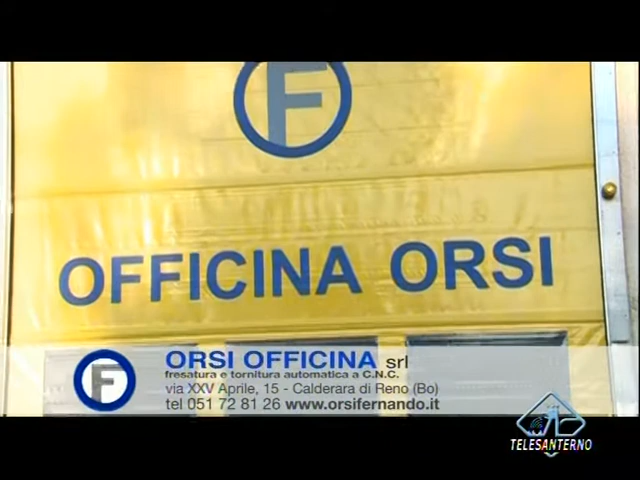 F
OFFICINA ORSI
F
ORSI OFFICINA srl
fresatura e tornitura automatica a C.N.C.
via XXV Aprile, 15 - Calderara di Reno (Bo)
tel 051 72 81 26 www.orsifernando.it
TELESANTERNO